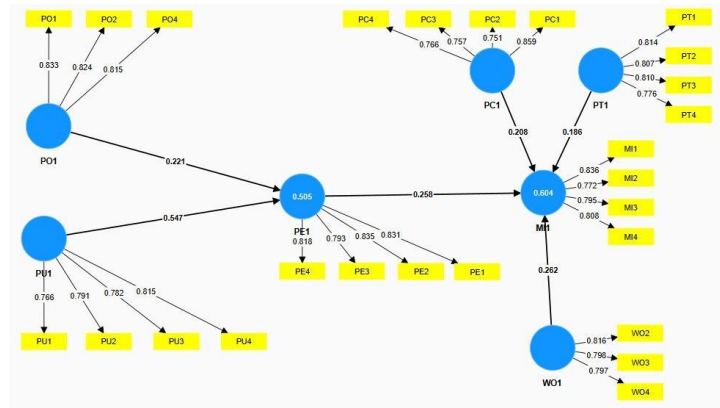 PO1 PO2 PO4
0.833 0.824 0.815
PO1
0.221
PC4 PC3 PC2 PC1
0.766 0.757 0.751 0.859
PC1
0.208
PT1
PT2
PT3
PT4
0.814
0.807
0.810
0.776
PT1
0.186
PU1
0.547
0.766 0.791 0.782 0.815
PU1 PU2 PU3 PU4
0.505
PE1
0.258
0.818 0.793 0.835 0.831
PE4 PE3 PE2 PE1
0.604
MI1
0.836
0.772
0.795
0.808
MI1
MI2
MI3
MI4
0.262
WO1
0.816
0.798
0.797
WO2
WO3
WO4